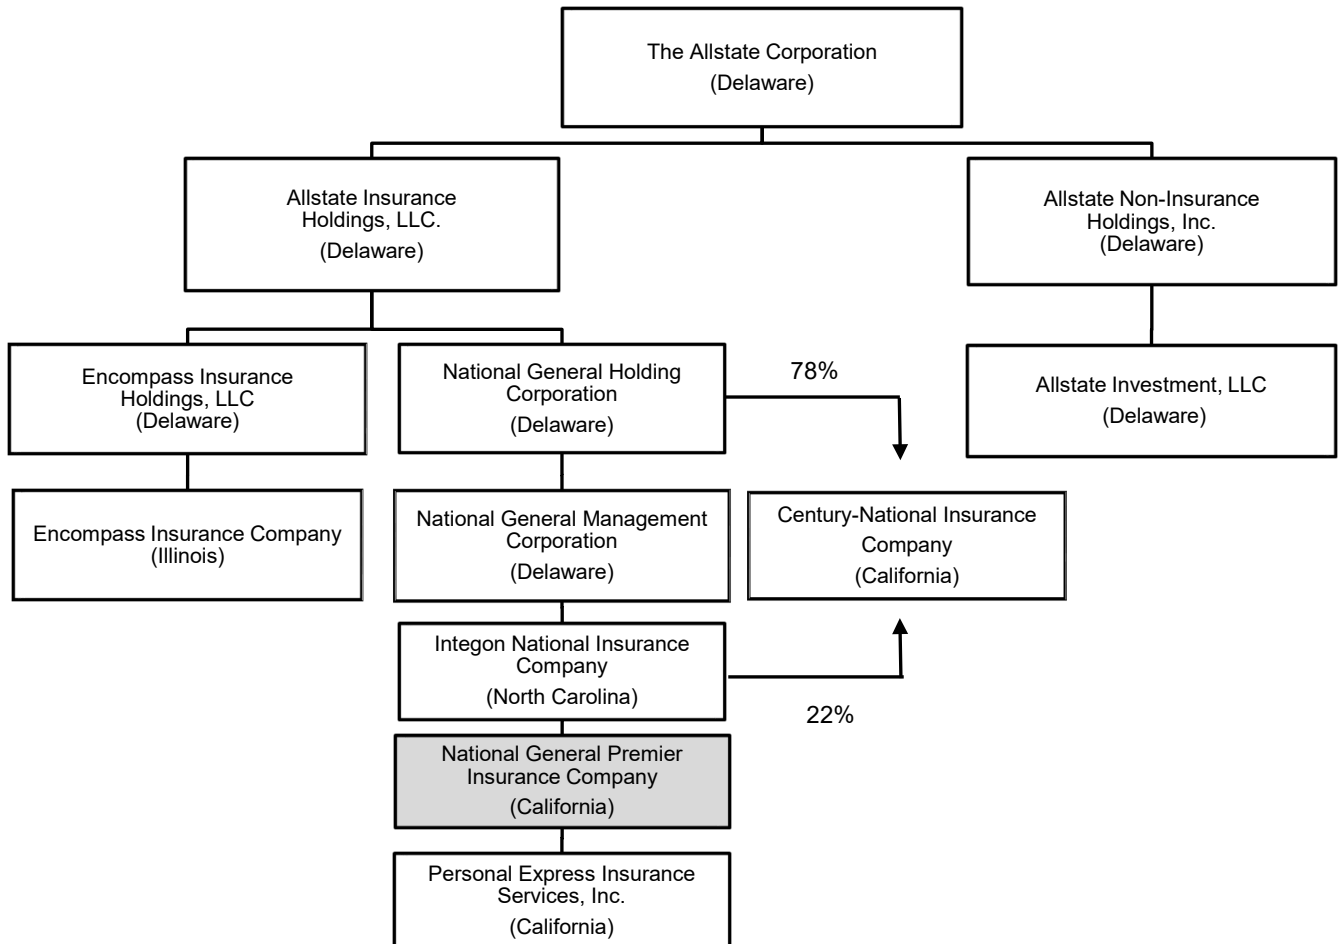 The Allstate Corporation
(Delaware)
Allstate Insurance
Holdings, LLC.
(Delaware)
Allstate Non-Insurance
Holdings, Inc.
(Delaware)
Encompass Insurance
Holdings, LLC
(Delaware)
National General Holding
Corporation
(Delaware)
78%
Allstate Investment, LLC
(Delaware)
Encompass Insurance Company
(Illinois)
National General Management
Corporation
(Delaware)
Century-National Insurance
Company
(California)
Integon National Insurance
Company
(North Carolina)
22%
National General Premier
Insurance Company
(California)
Personal Express Insurance
Services, Inc.
(California)